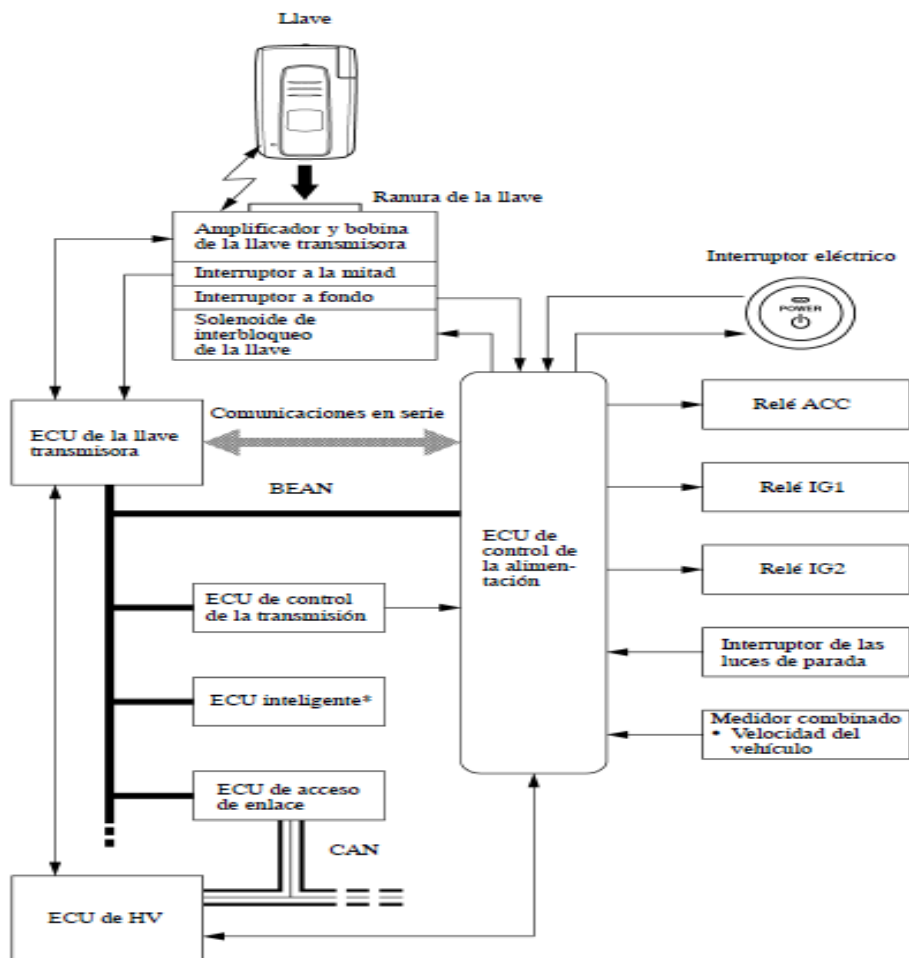 Llave
Ranura de la llave
Amplificador y bobina
de la llave transmisora
Interruptor a la mitad
Interruptor a fondo
Solenoide de
interbloqueo
de la llave
Interruptor eléctrico
POWER
ECU de la llave
transmisora
Comunicaciones en serie
BEAN
ECU de
control de
la alimen-
tación
Relé ACC
Relé IG1
Relé IG2
Interruptor de las
luces de parada
Medidor combinado
• Velocidad del
vehículo
ECU de control
de la transmisión
ECU inteligente*
ECU de acceso
de enlace
CAN
ECU de HV